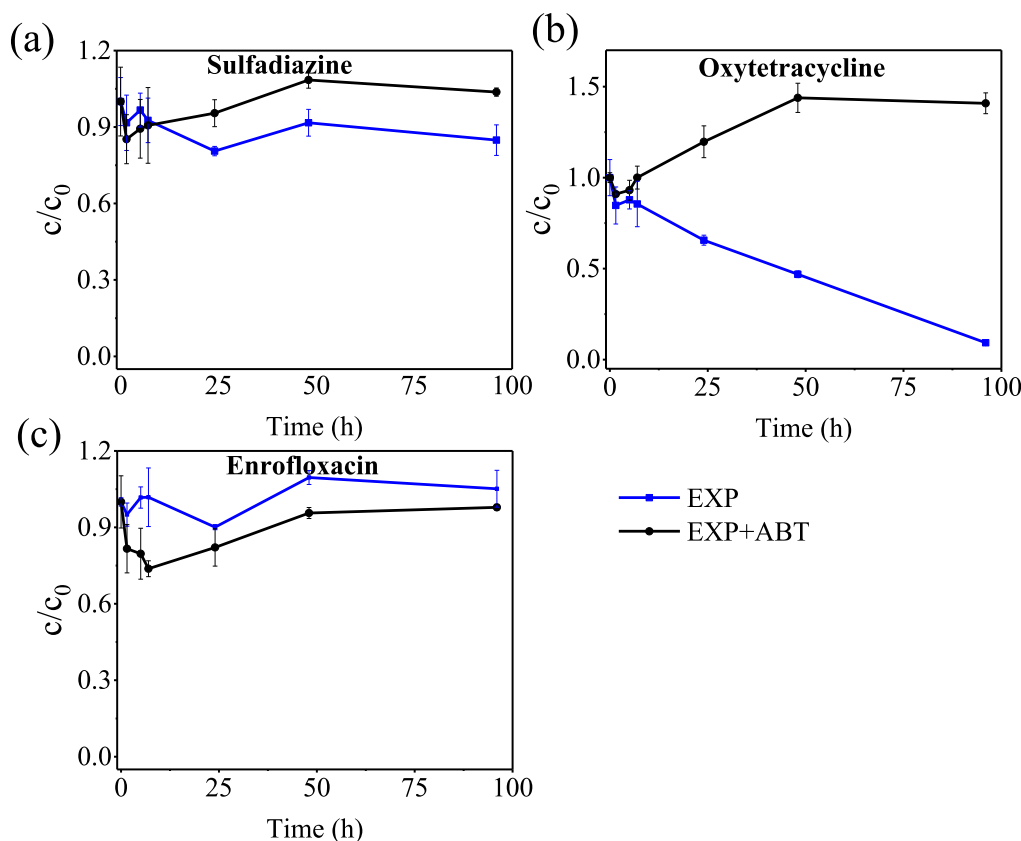 (a)
Sulfadiazine
1.2
0.9
0.6
0.3
0.0
c/c0
0 25 50 75 100
Time (h)
(b)
Oxytetracycline
1.5
1.0
0.5
0.0
c/c0
0 25 50 75 100
Time (h)
(c)
Enrofloxacin
1.2
0.9
0.6
0.3
0.0
c/c0
0 25 50 75 100
Time (h)
EXP
EXP+ABT